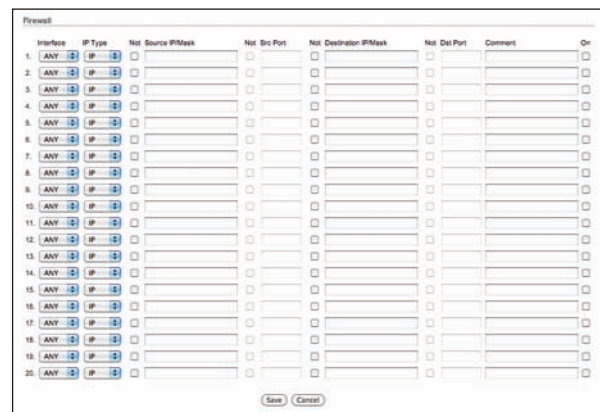 Firewall
Interface IP Type Not Source IP/Mask Not Src Port Not Destination IP/Mask Not Dst Port Comment On
1. ANY IP
2. ANY IP
3. ANY IP
4. ANY IP
5. ANY IP
6. ANY IP
7. ANY IP
8. ANY IP
9. ANY IP
10. ANY IP
11. ANY IP
12. ANY IP
13. ANY IP
14. ANY IP
15. ANY IP
16. ANY IP
17. ANY IP
18. ANY IP
19. ANY IP
20. ANY IP
Save Cancel